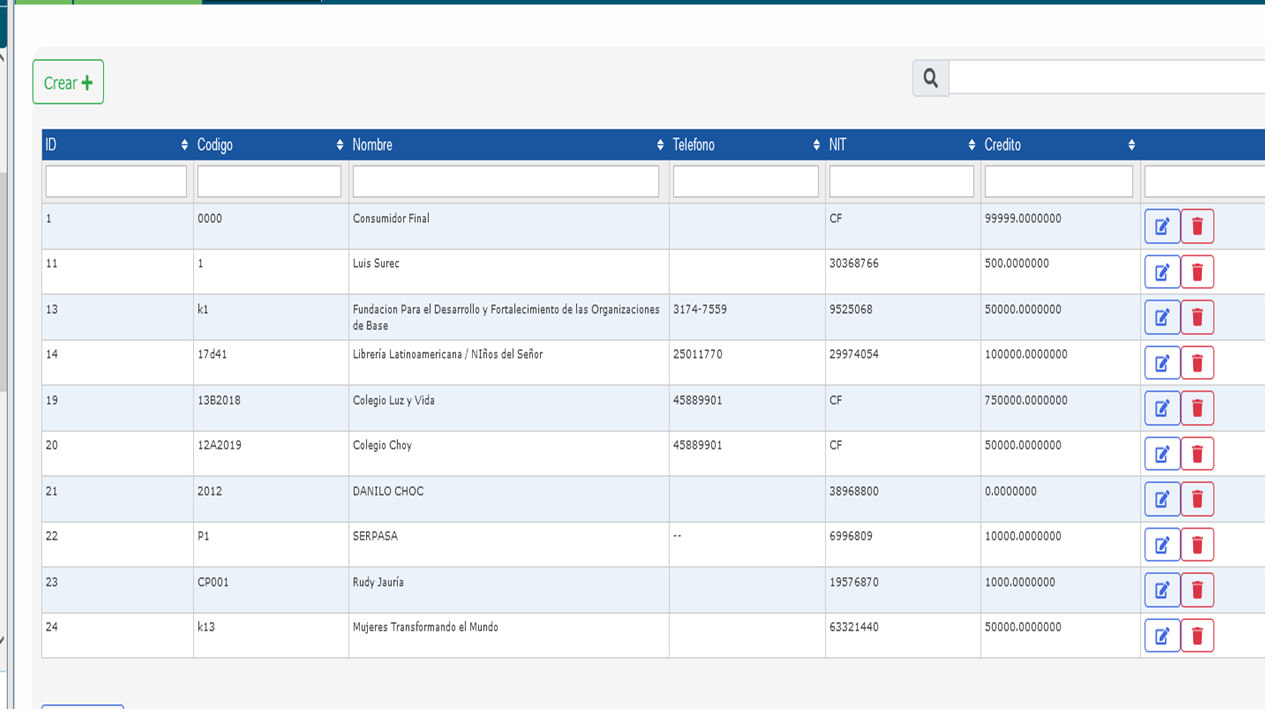 Crear
ID Codigo Nombre Telefono NIT Credito
1 0000 Consumidor Final CF 99999.0000000
11 1 Luis Surec 30368766 500.0000000
13 k1 Fundacion Para el Desarrollo y Fortalecimiento de las Organizaciones 3174-7559 9525068 50000.0000000
de Base
14 17d41 Librería Latinoamericana / NIños del Señor 25011770 29974054 100000.0000000
19 13B2018 Colegio Luz y Vida 45889901 CF 750000.0000000
20 12A2019 Colegio Choy 45889901 CF 50000.0000000
21 2012 DANILO CHOC 38968800 0.0000000
22 P1 SERPASA -- 6996809 10000.0000000
23 CP001 Rudy Jauría 19576870 1000.0000000
24 k13 Mujeres Transformando el Mundo 63321440 50000.0000000